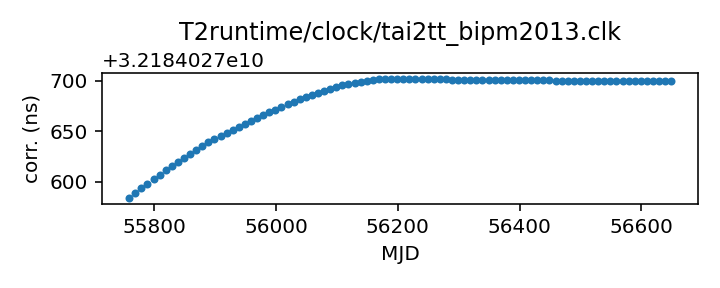 T2runtime/clock/tai2tt_bipm2013.clk
+3.2184027e10
700
650
600
corr. (ns)
55800 56000 56200 56400 56600
MJD